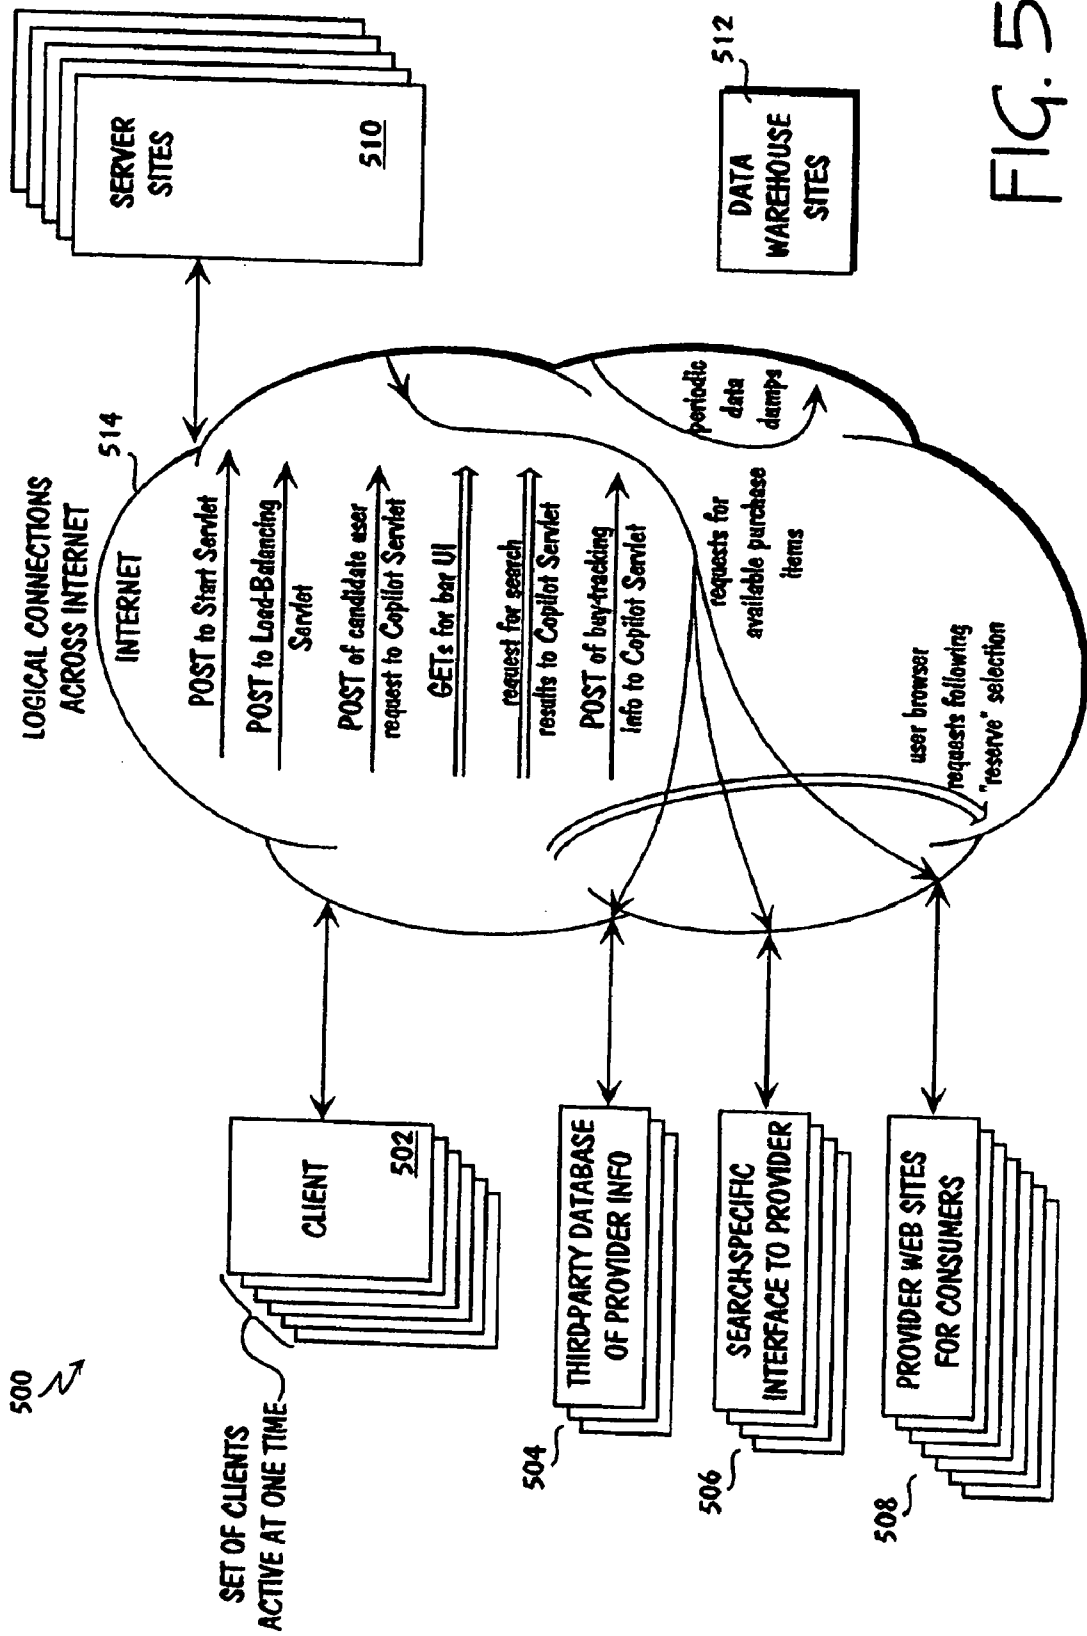 500
SET OF CLIENTS
ACTIVE AT ONE TIME
CLIENT
502
THIRD-PARTY DATABASE
OF PROVIDER INFO
504
SEARCH-SPECIFIC
INTERFACE TO PROVIDER
506
PROVIDER WEB SITES
FOR CONSUMERS
508
LOGICAL CONNECTIONS
ACROSS INTERNET
514
INTERNET
POST to Start Servlet
POST to Load-Balancing
Servlet
POST of candidate user
request to Copilot Servlet
GETs for bar UI
request for search
results to Copilot Servlet
POST of buy-tracking
info to Copilot Servlet
requests for
available purchase
items
periodic
data
dumps
user browser
requests following
"reserve" selection
SERVER
SITES
510
512
DATA
WAREHOUSE
SITES
FIG. 5